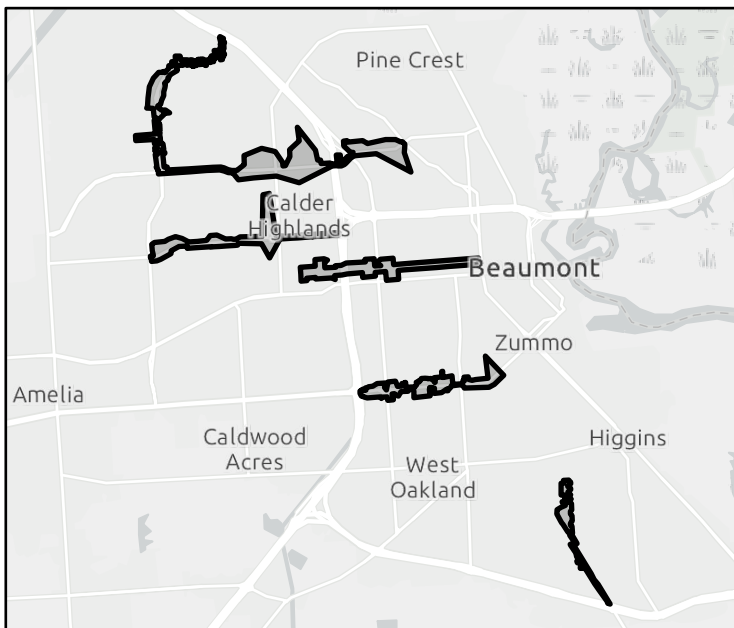 Pine Crest
Calder
Highlands
Beaumont
Zummo
Amelia
Caldwood
Acres
Higgins
West
Oakland